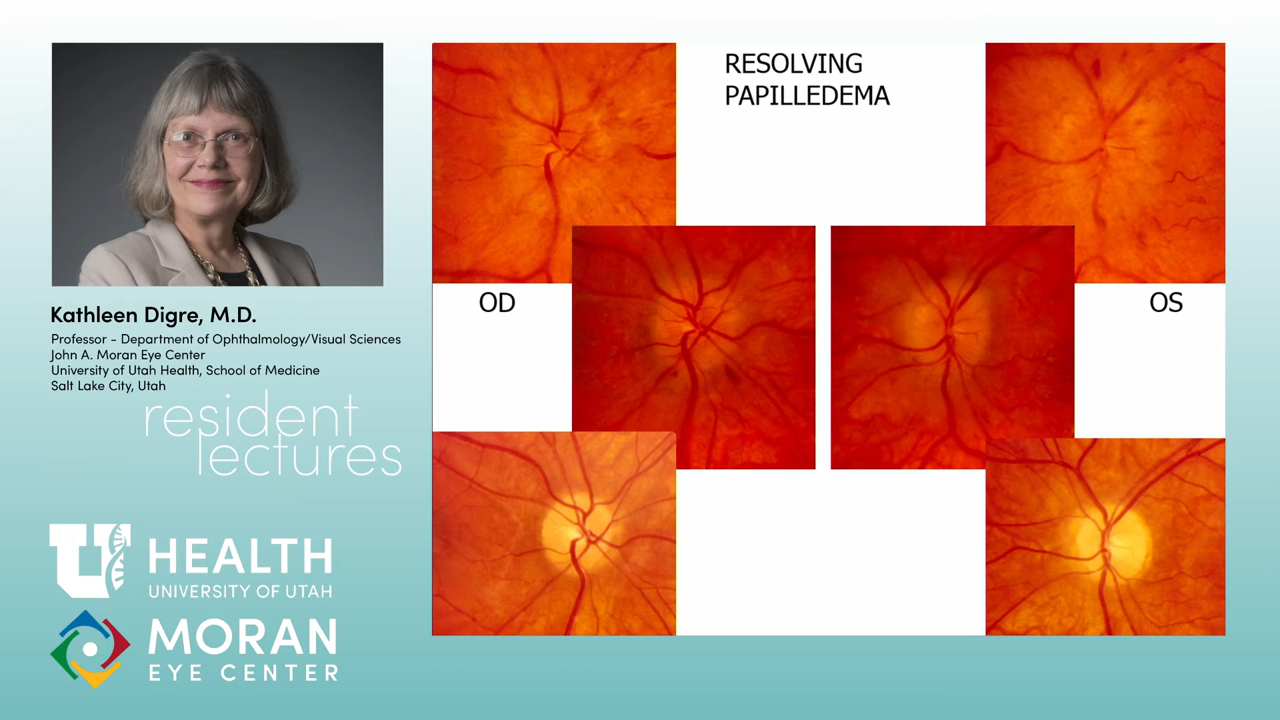 RESOLVING
PAPILLEDEMA
OD
OS
Kathleen Digre, M.D.
Professor - Department of Ophthalmology/Visual Sciences
John A. Moran Eye Center
University of Utah Health, School of Medicine
Salt Lake City, Utah
resident
lectures
U HEALTH
UNIVERSITY OF UTAH
MORAN
EYE CENTER